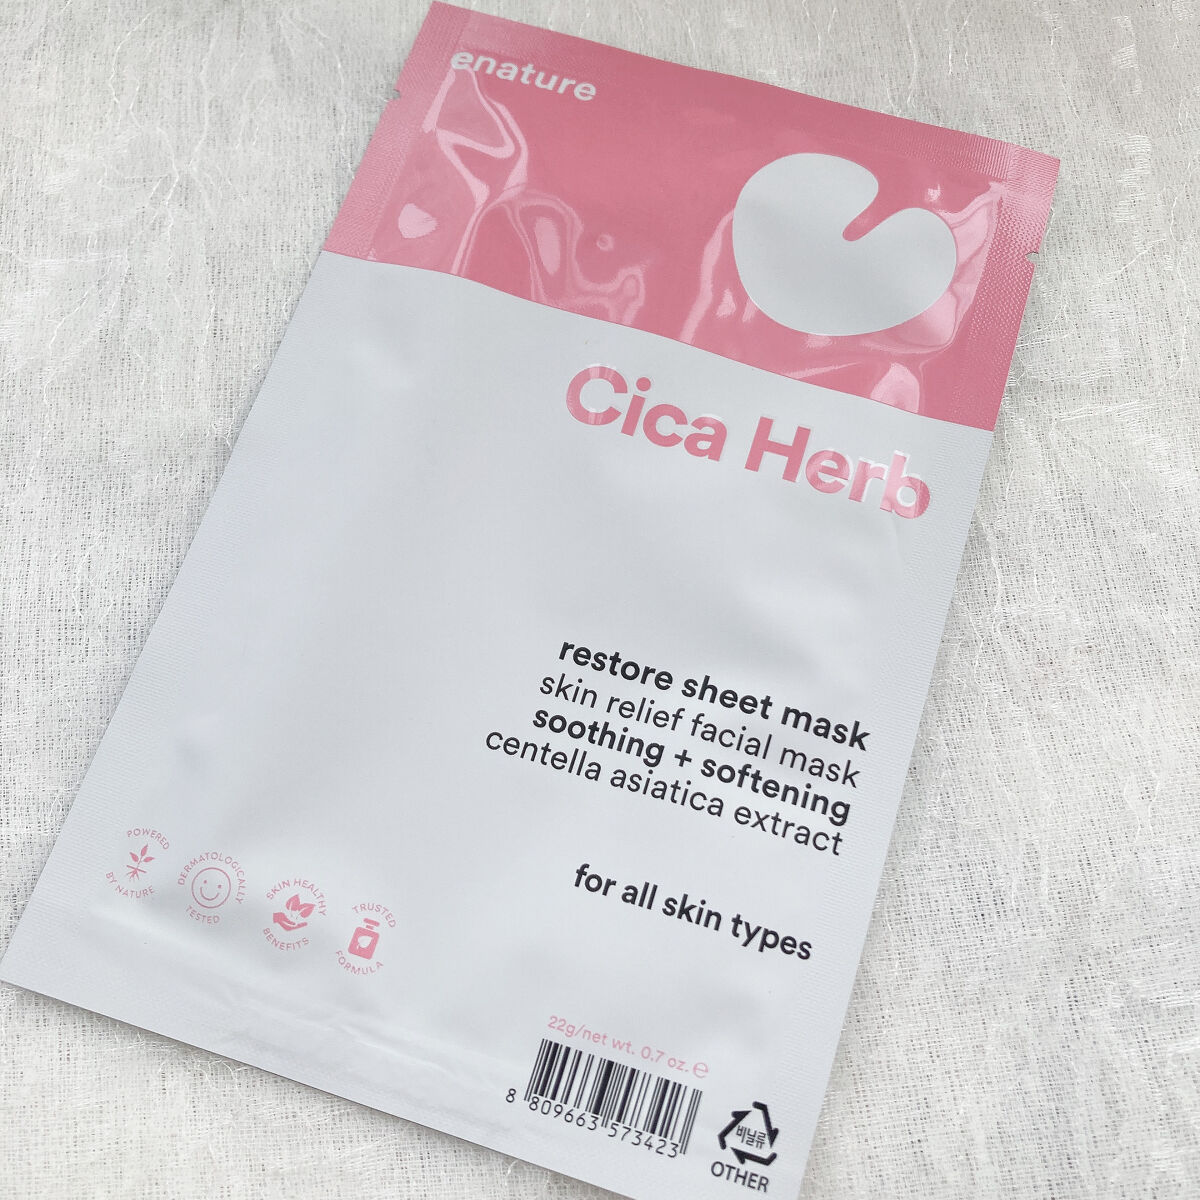 enature
Cica Herb
restore sheet mask
skin relief facial mask
soothing + softening
centella asiatica extract
for all skin types
POWERED
BY NATURE
DERMATOLOGICALLY
TESTED
SKIN HEALTHY
BENEFITS
TRUSTED
FORMULA
22g/net wt. 0.7 oz. ℮
8 809663 573423
비닐류
OTHER